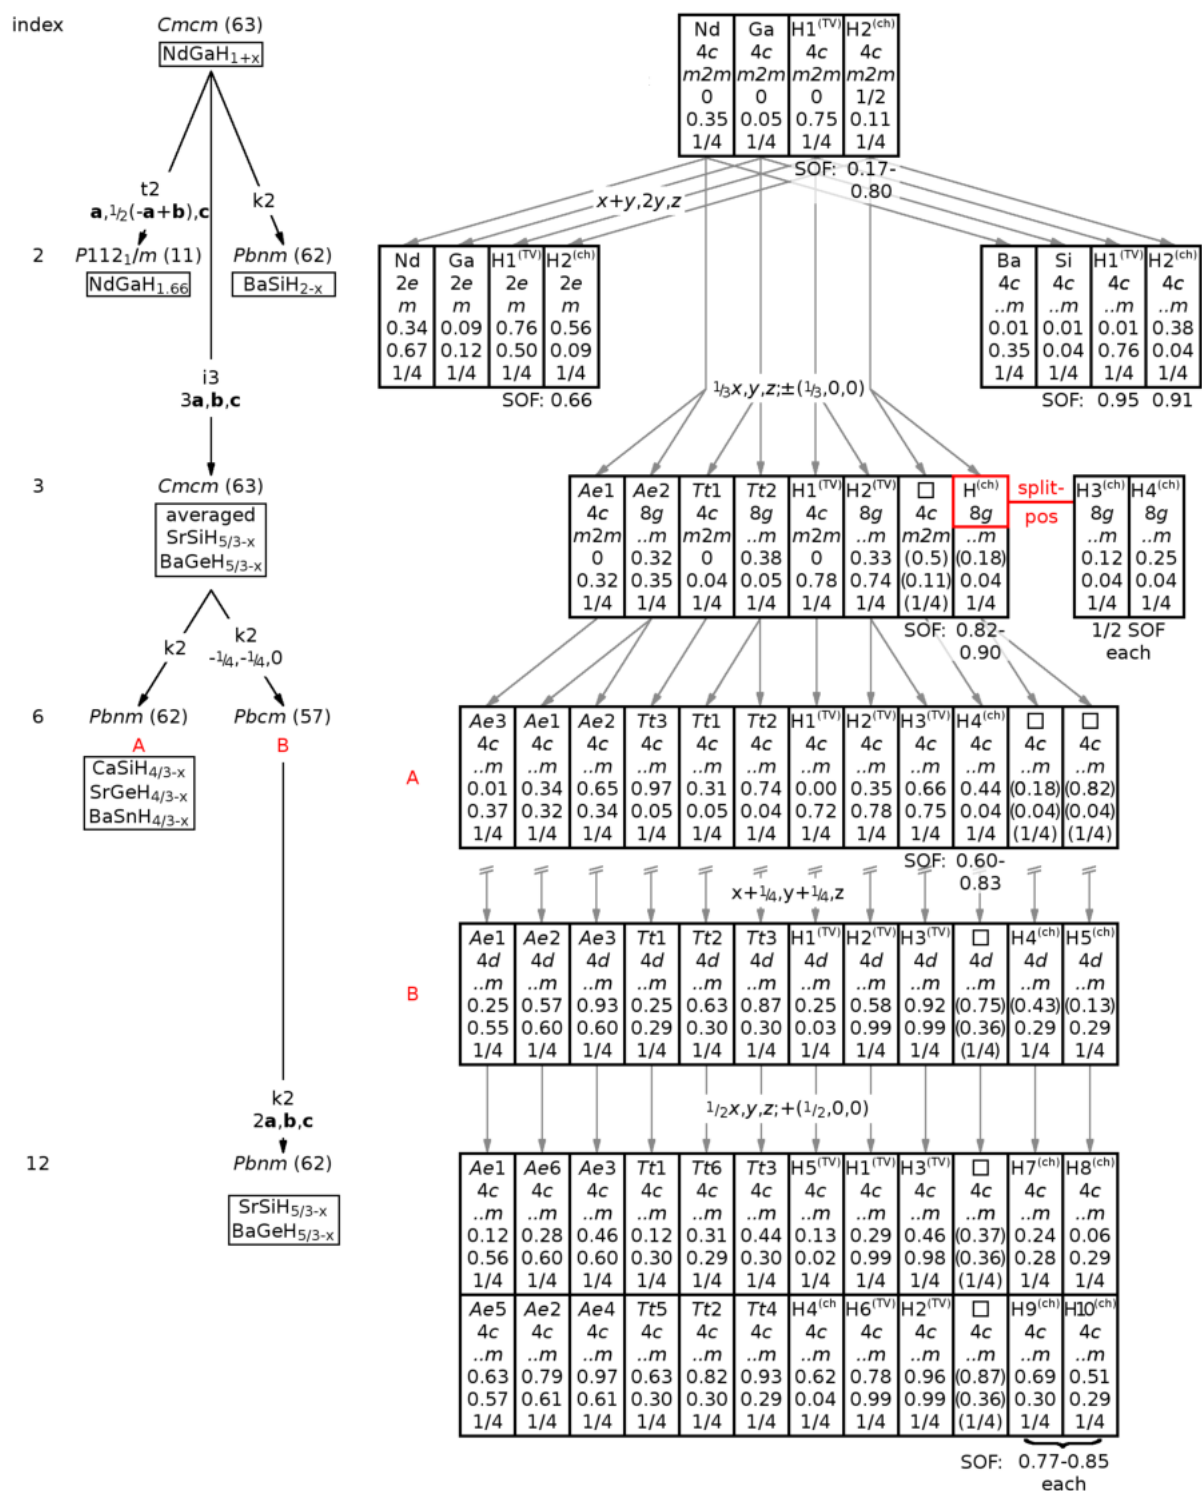 index
Cmcm (63)
NdGaH1+x
t2
a,1/2(-a+b),c
k2
2
P1121/m (11)
Pbnm (62)
NdGaH1.66
BaSiH2-x
i3
3a,b,c
3
Cmcm (63)
averaged
SrSiH5/3-x
BaGeH5/3-x
k2
k2
-1/4,-1/4,0
6
Pbnm (62)
Pbcm (57)
A
B
CaSiH4/3-x
SrGeH4/3-x
BaSnH4/3-x
k2
2a,b,c
12
Pbnm (62)
SrSiH5/3-x
BaGeH5/3-x
Nd Ga H1(TV) H2(ch)
4c 4c 4c 4c
m2m m2m m2m m2m
0 0 0 1/2
0.35 0.05 0.75 0.11
1/4 1/4 1/4 1/4
SOF: 0.17-
0.80
x+y,2y,z
Nd Ga H1(TV) H2(ch)
2e 2e 2e 2e
m m m m
0.34 0.09 0.76 0.56
0.67 0.12 0.50 0.09
1/4 1/4 1/4 1/4
SOF: 0.66
Ba Si H1(TV) H2(ch)
4c 4c 4c 4c
..m ..m ..m ..m
0.01 0.01 0.01 0.38
0.35 0.04 0.76 0.04
1/4 1/4 1/4 1/4
SOF: 0.95 0.91
1/3x,y,z;±(1/3,0,0)
Ae1 Ae2 Tt1 Tt2 H1(TV) H2(TV) □ H(ch)
4c 8g 4c 8g 4c 8g 4c 8g
m2m ..m m2m ..m m2m ..m m2m ..m
0 0.32 0 0.38 0 0.33 (0.5) (0.18)
0.32 0.35 0.04 0.05 0.78 0.74 (0.11) 0.04
1/4 1/4 1/4 1/4 1/4 1/4 (1/4) 1/4
SOF: 0.82-
0.90
split-
pos
H3(ch) H4(ch)
8g 8g
..m ..m
0.12 0.25
0.04 0.04
1/4 1/4
1/2 SOF
each
A
Ae3 Ae1 Ae2 Tt3 Tt1 Tt2 H1(TV) H2(TV) H3(TV) H4(ch) □ □
4c 4c 4c 4c 4c 4c 4c 4c 4c 4c 4c 4c
..m ..m ..m ..m ..m ..m ..m ..m ..m ..m ..m ..m
0.01 0.34 0.65 0.97 0.31 0.74 0.00 0.35 0.66 0.44 (0.18) (0.82)
0.37 0.32 0.34 0.05 0.05 0.04 0.72 0.78 0.75 0.04 (0.04) (0.04)
1/4 1/4 1/4 1/4 1/4 1/4 1/4 1/4 1/4 1/4 (1/4) (1/4)
SOF: 0.60-
0.83
x+1/4,y+1/4,z
B
Ae1 Ae2 Ae3 Tt1 Tt2 Tt3 H1(TV) H2(TV) H3(TV) □ H4(ch) H5(ch)
4d 4d 4d 4d 4d 4d 4d 4d 4d 4d 4d 4d
..m ..m ..m ..m ..m ..m ..m ..m ..m ..m ..m ..m
0.25 0.57 0.93 0.25 0.63 0.87 0.25 0.58 0.92 (0.75) (0.43) (0.13)
0.55 0.60 0.60 0.29 0.30 0.30 0.03 0.99 0.99 (0.36) 0.29 0.29
1/4 1/4 1/4 1/4 1/4 1/4 1/4 1/4 1/4 (1/4) 1/4 1/4
1/2x,y,z;+(1/2,0,0)
Ae1 Ae6 Ae3 Tt1 Tt6 Tt3 H5(TV) H1(TV) H3(TV) □ H7(ch) H8(ch)
4c 4c 4c 4c 4c 4c 4c 4c 4c 4c 4c 4c
..m ..m ..m ..m ..m ..m ..m ..m ..m ..m ..m ..m
0.12 0.28 0.46 0.12 0.31 0.44 0.13 0.29 0.46 (0.37) 0.24 0.06
0.56 0.60 0.60 0.30 0.29 0.30 0.02 0.99 0.98 (0.36) 0.28 0.29
1/4 1/4 1/4 1/4 1/4 1/4 1/4 1/4 1/4 (1/4) 1/4 1/4
Ae5 Ae2 Ae4 Tt5 Tt2 Tt4 H4(ch H6(TV) H2(TV) □ H9(ch) H10(ch)
4c 4c 4c 4c 4c 4c 4c 4c 4c 4c 4c 4c
..m ..m ..m ..m ..m ..m ..m ..m ..m ..m ..m ..m
0.63 0.79 0.97 0.63 0.82 0.93 0.62 0.78 0.96 (0.87) 0.69 0.51
0.57 0.61 0.61 0.30 0.30 0.29 0.04 0.99 0.99 (0.36) 0.30 0.29
1/4 1/4 1/4 1/4 1/4 1/4 1/4 1/4 1/4 (1/4) 1/4 1/4
SOF: 0.77-0.85
each